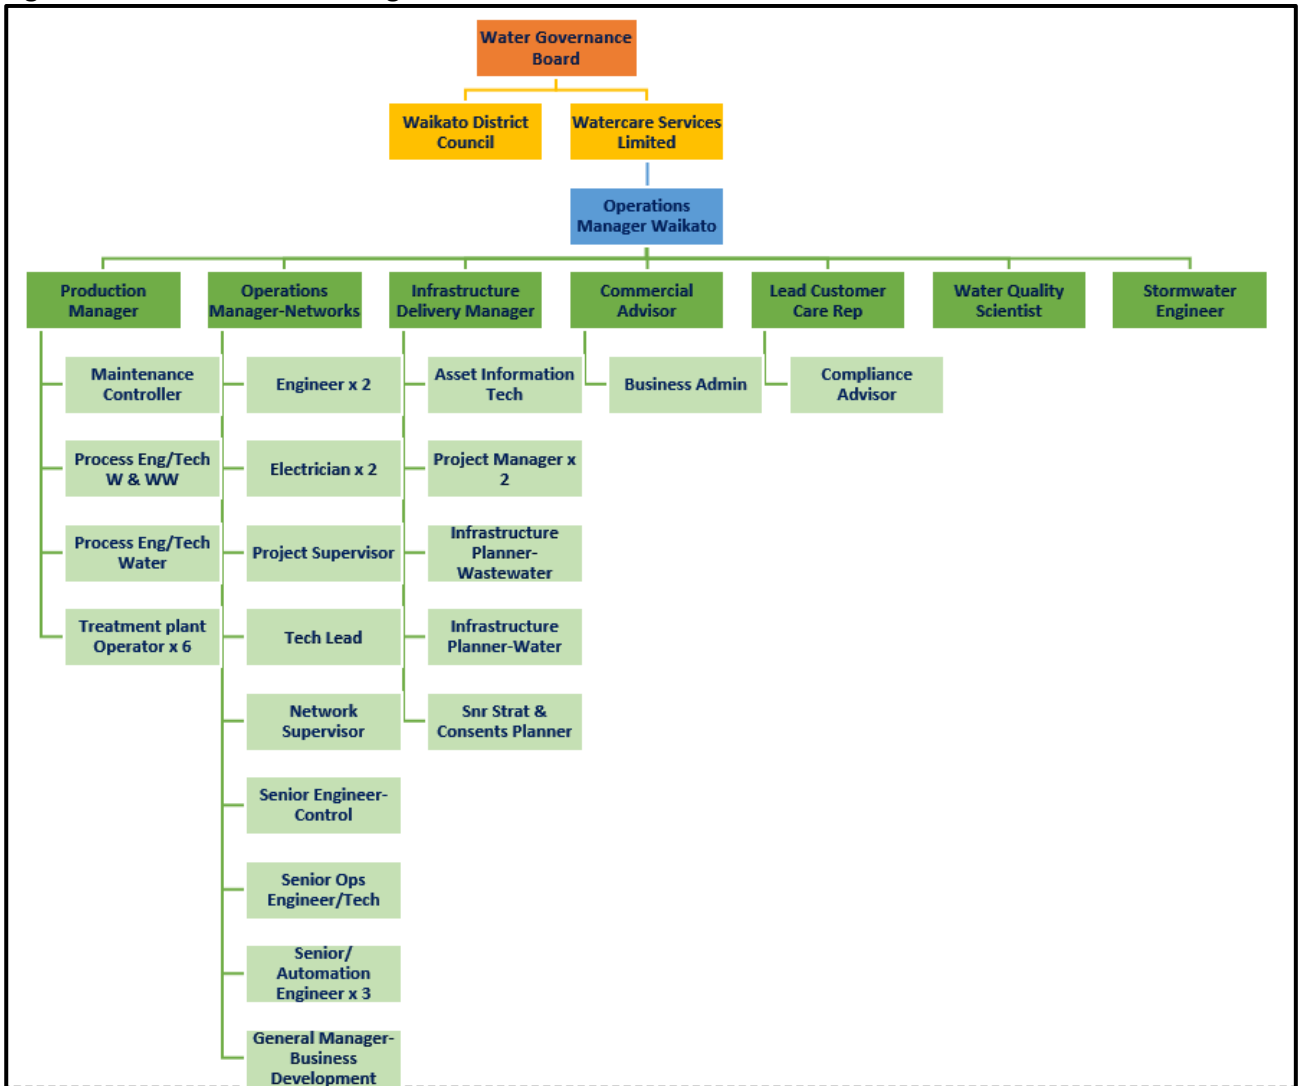 Water Governance
Board
Waikato District
Council
Watercare Services
Limited
Operations
Manager Waikato
Production
Manager
Operations
Manager-Networks
Infrastructure
Delivery Manager
Commercial
Advisor
Lead Customer
Care Rep
Water Quality
Scientist
Stormwater
Engineer
Maintenance
Controller
Process Eng/Tech
W & WW
Process Eng/Tech
Water
Treatment plant
Operator x 6
Engineer x 2
Electrician x 2
Project Supervisor
Tech Lead
Network
Supervisor
Senior Engineer-
Control
Senior Ops
Engineer/Tech
Senior/
Automation
Engineer x 3
General Manager-
Business
Development
Asset Information
Tech
Project Manager x
2
Infrastructure
Planner-
Wastewater
Infrastructure
Planner-Water
Snr Strat &
Consents Planner
Business Admin
Compliance
Advisor